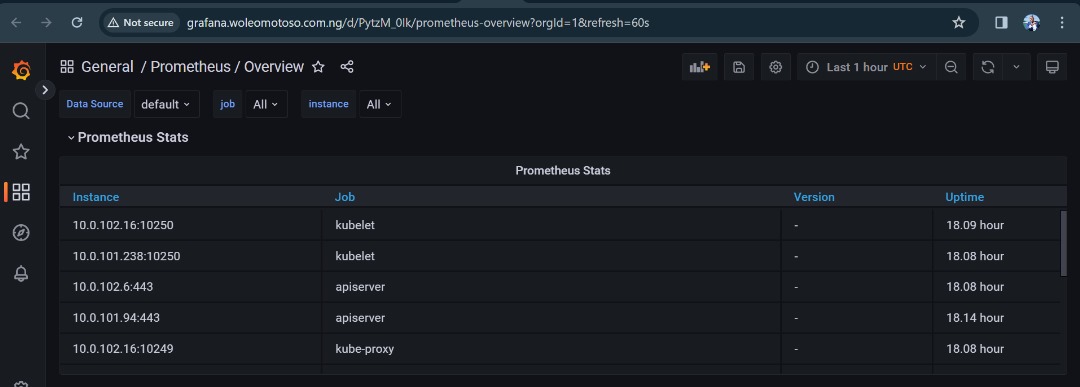 Not secure grafana.woleomotoso.com.ng/d/PytzM_0Ik/prometheus-overview?orgId=1&refresh=60s
General / Prometheus / Overview Last 1 hour UTC
Data Source default job All instance All
Prometheus Stats
Prometheus Stats
Instance Job Version Uptime
10.0.102.16:10250 kubelet - 18.09 hour
10.0.101.238:10250 kubelet - 18.08 hour
10.0.102.6:443 apiserver - 18.08 hour
10.0.101.94:443 apiserver - 18.14 hour
10.0.102.16:10249 kube-proxy - 18.08 hour